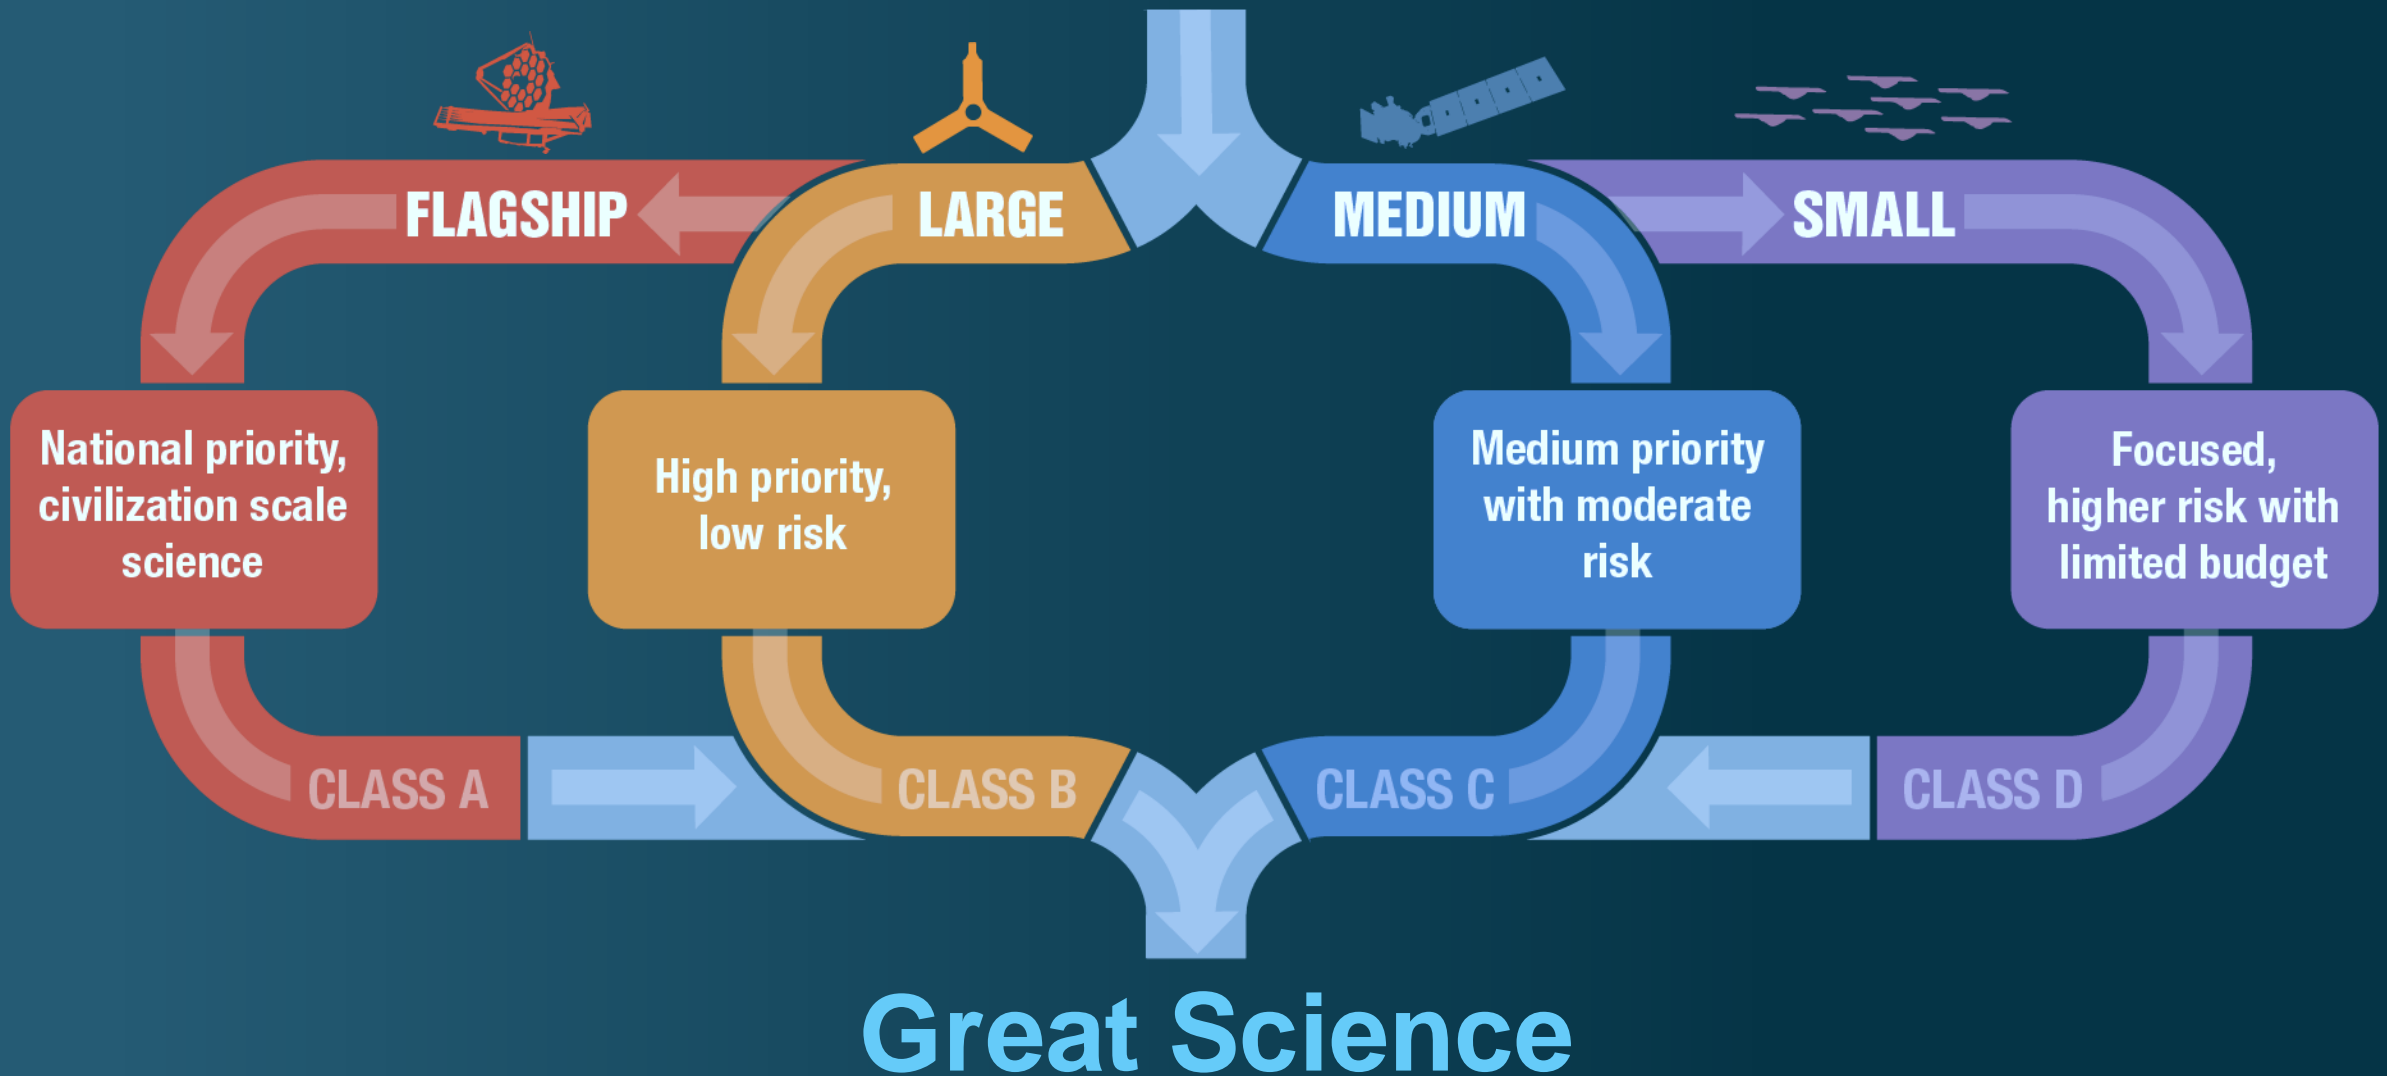 FLAGSHIP
LARGE
MEDIUM
SMALL
National priority,
civilization scale
science
High priority,
low risk
Medium priority
with moderate
risk
Focused,
higher risk with
limited budget
CLASS A
CLASS B
CLASS C
CLASS D
Great Science